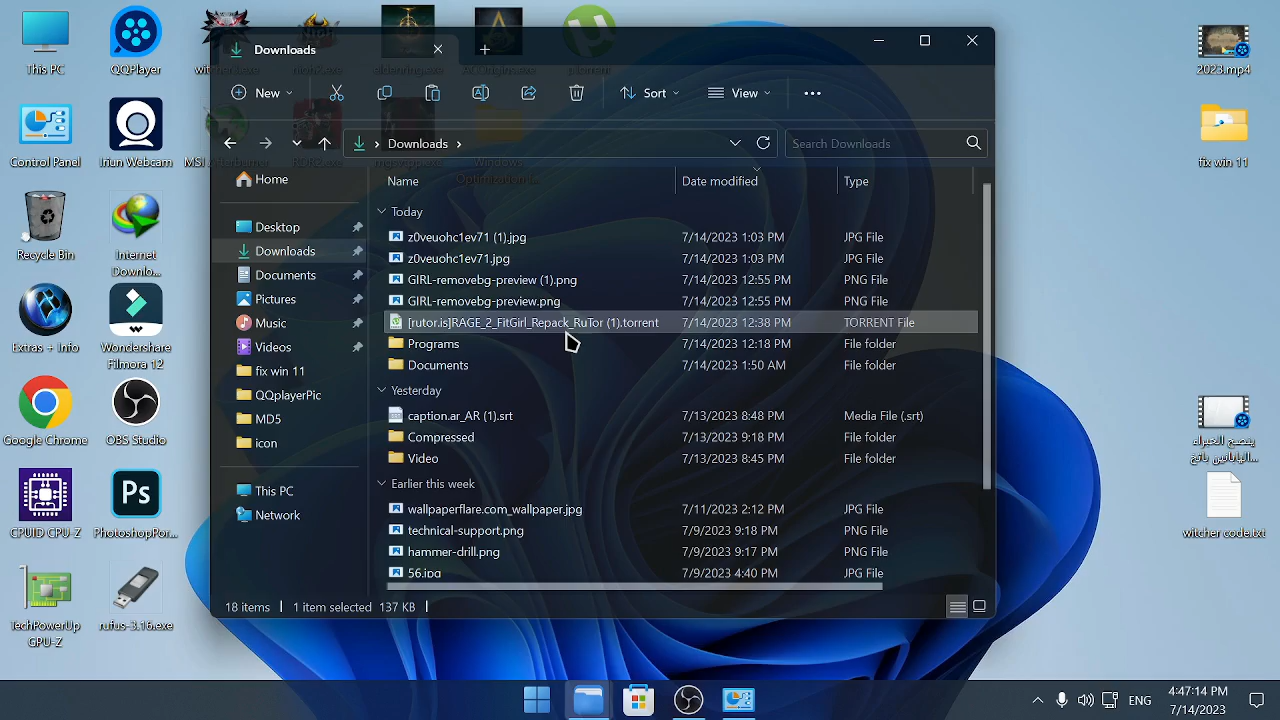 This PC
QQPlayer
2023.mp4
Downloads
New
Sort
View
Control Panel
Iriun Webcam
fix win 11
Downloads
Search Downloads
Home
Name
Date modified
Type
Recycle Bin
Internet
Downlo...
Desktop
Downloads
Documents
Pictures
Music
Videos
fix win 11
QQplayerPic
MD5
icon
This PC
Network
Today
z0veuohc1ev71 (1).jpg 7/14/2023 1:03 PM JPG File
z0veuohc1ev71.jpg 7/14/2023 1:03 PM JPG File
GIRL-removebg-preview (1).png 7/14/2023 12:55 PM PNG File
GIRL-removebg-preview.png 7/14/2023 12:55 PM PNG File
[rutor.is]RAGE_2_FitGirl_Repack_RuTor (1).torrent 7/14/2023 12:38 PM TORRENT File
Programs 7/14/2023 12:18 PM File folder
Documents 7/14/2023 1:50 AM File folder
Yesterday
caption.ar_AR (1).srt 7/13/2023 8:48 PM Media File (.srt)
Compressed 7/13/2023 9:18 PM File folder
Video 7/13/2023 8:45 PM File folder
Earlier this week
wallpaperflare.com_wallpaper.jpg 7/11/2023 2:12 PM JPG File
technical-support.png 7/9/2023 9:18 PM PNG File
hammer-drill.png 7/9/2023 9:17 PM PNG File
56.jpg 7/9/2023 4:40 PM JPG File
18 items 1 item selected 137 KB
Extras + Info
Wondershare
Filmora 12
Google Chrome
OBS Studio
Ps
CPUID CPU-Z
PhotoshopPor...
TechPowerUp
GPU-Z
rufus-3.16.exe
witcher code.txt
ENG
4:47:14 PM
7/14/2023